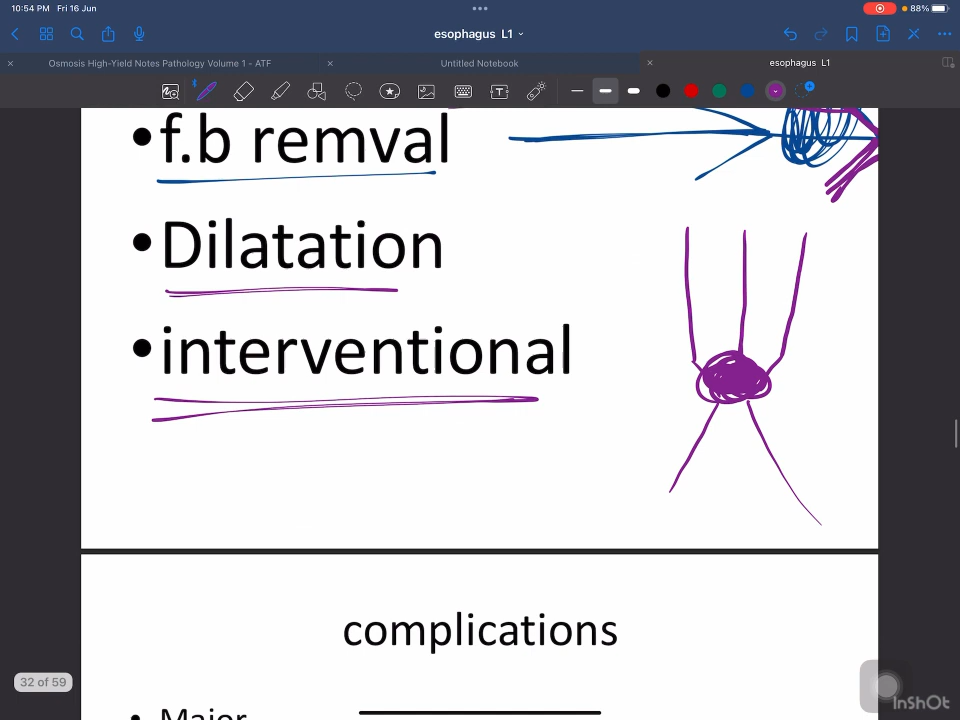 10:54 PM Fri 16 Jun
88%
esophagus L1
Osmosis High-Yield Notes Pathology Volume 1 - ATF
Untitled Notebook
esophagus L1
•f.b remval
•Dilatation
•interventional
complications
32 of 59
• Major
InShOt